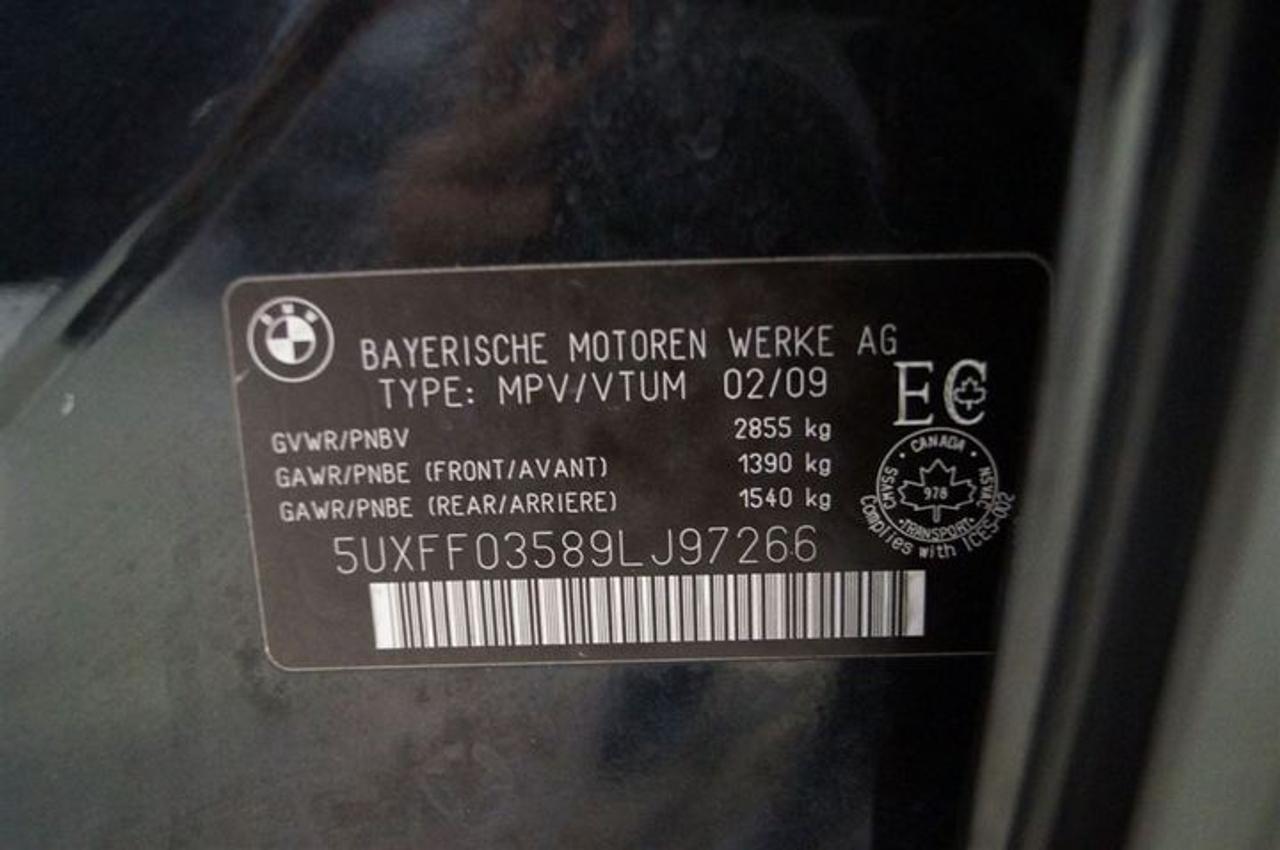 BMW
BAYERISCHE MOTOREN WERKE AG
TYPE: MPV/VTUM 02/09
EC
GVWR/PNBV 2855 kg
GAWR/PNBE (FRONT/AVANT) 1390 kg
GAWR/PNBE (REAR/ARRIERE) 1540 kg
CANADA
CMVSS
NSVAC
978
TRANSPORT
Complies with ICES-002
5UXFF03589LJ97266